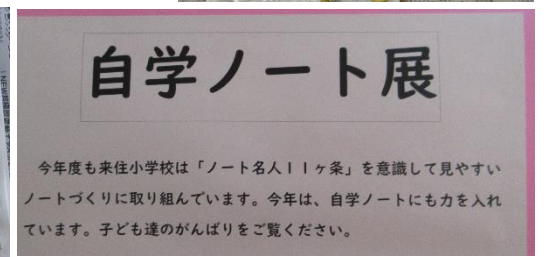 自学ノート展
今年度も来住小学校は「ノート名人11ヶ条」を意識して見やすい
ノートづくりに取り組んでいます。今年は、自学ノートにも力を入れ
ています。子ども達のがんばりをご覧ください。